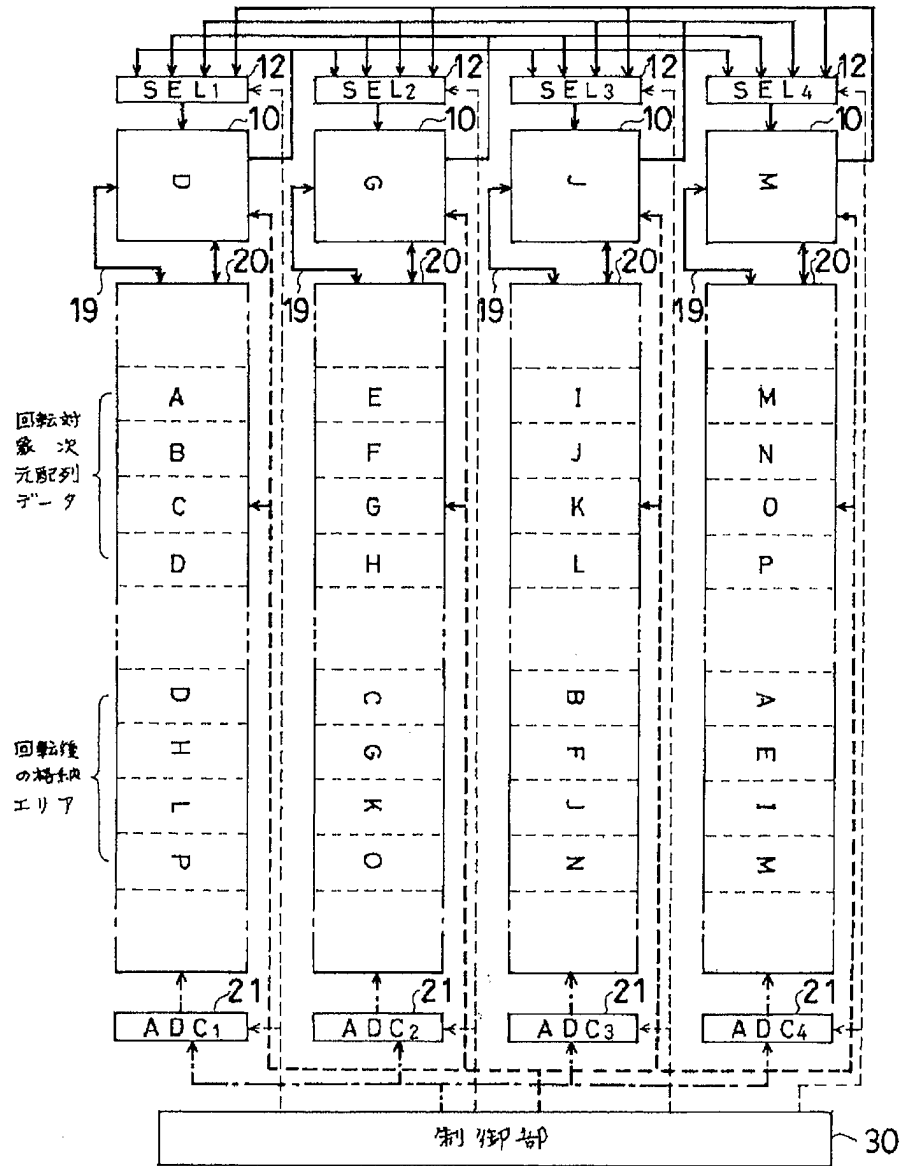 12 12 12 12
SEL1 SEL2 SEL3 SEL4
10 10 10 10
D G J M
20 20 20 20
19 19 19 19
A E I M
回転対
象次
元配列
データ
B F J N
C G K O
D H L P
D C B A
回転後
の格納
エリア
H G F E
L K J I
P O N M
21 21 21 21
ADC1 ADC2 ADC3 ADC4
制御部
30